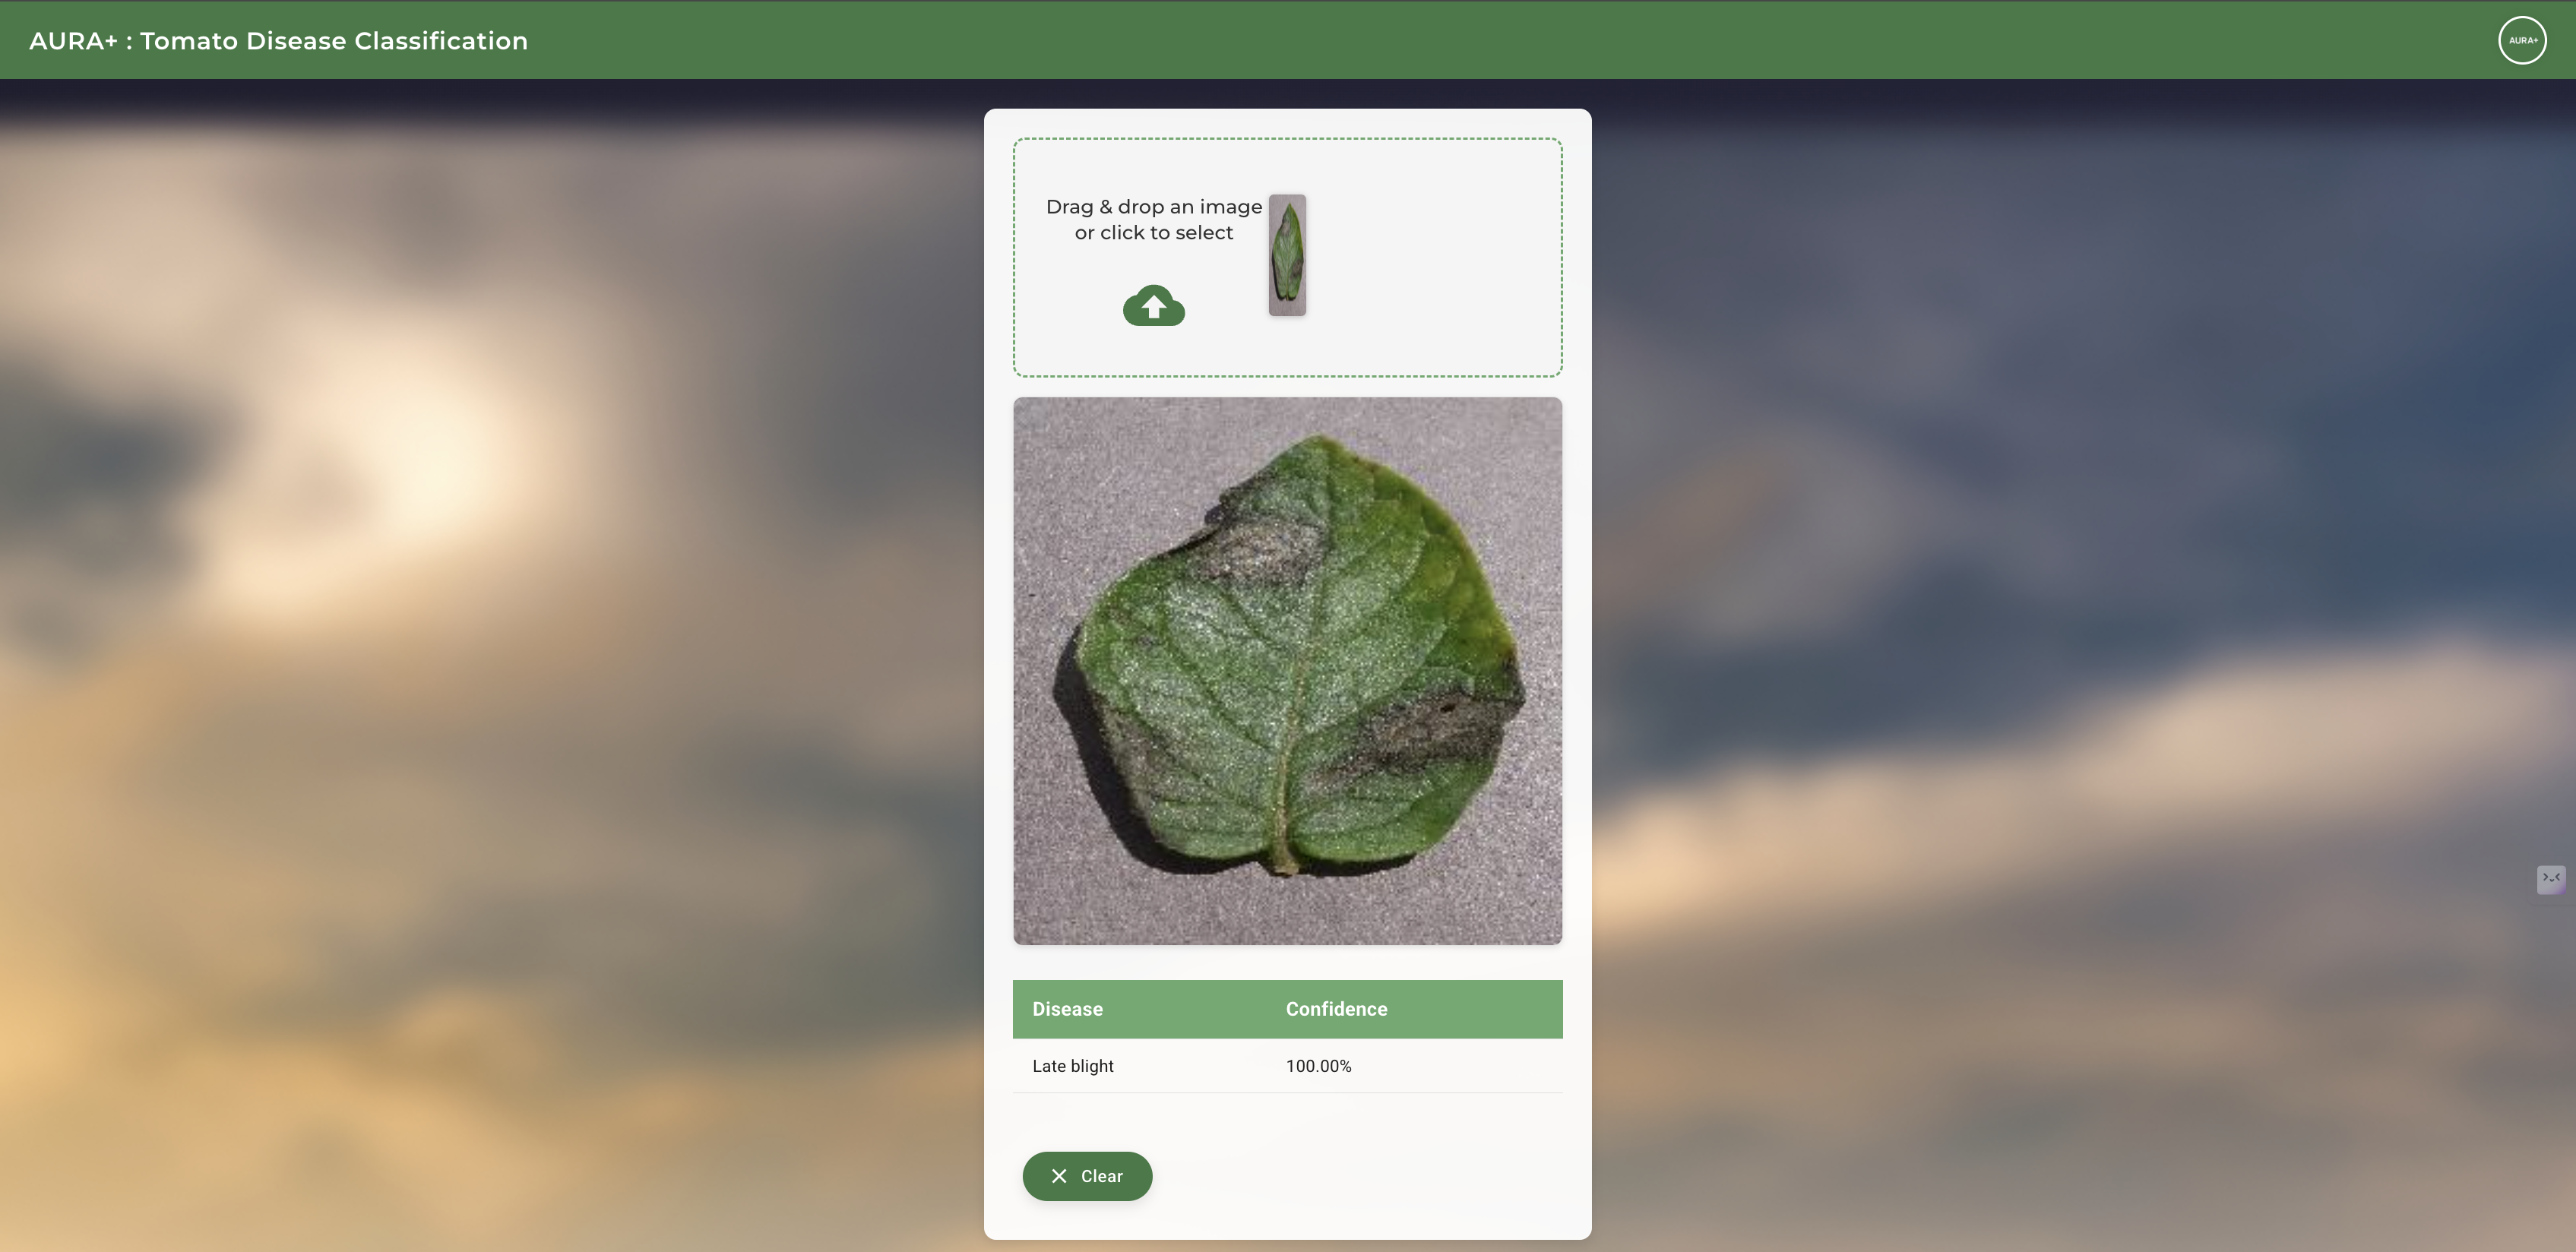 AURA+ : Tomato Disease Classification
AURA+
Drag & drop an image
or click to select
Disease Confidence
Late blight 100.00%
Clear